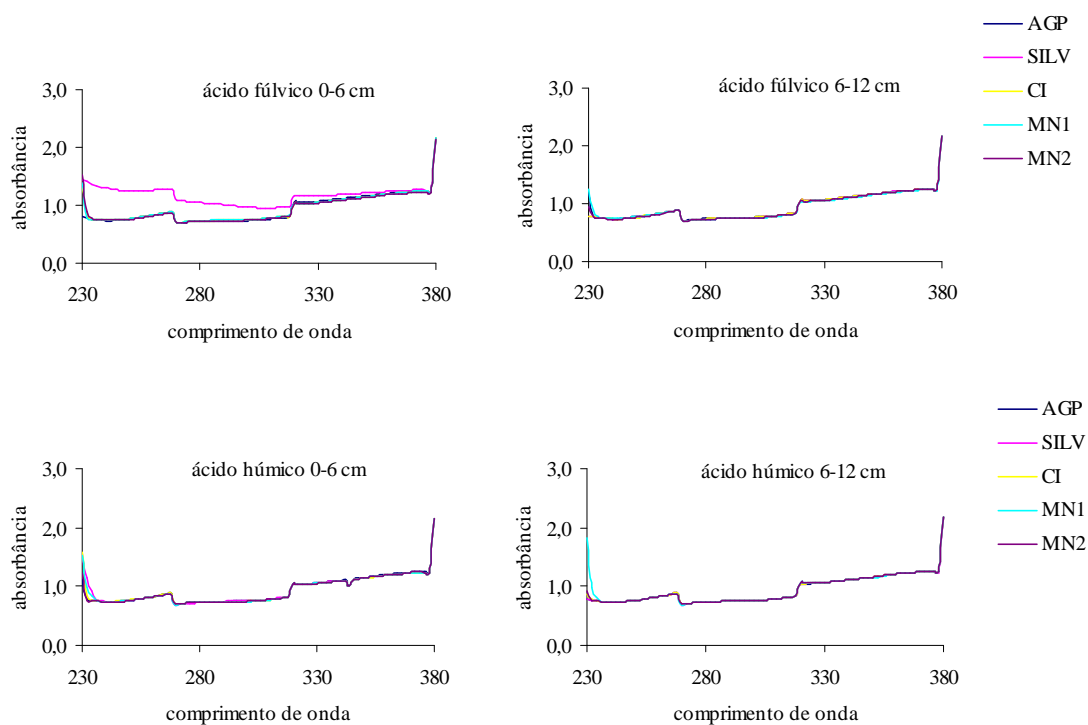 AGP
SILV
CI
MN1
MN2
ácido fúlvico 0-6 cm
3,0
2,0
1,0
0,0
absorbância
230 280 330 380
comprimento de onda
ácido fúlvico 6-12 cm
3,0
2,0
1,0
0,0
absorbância
230 280 330 380
comprimento de onda
AGP
SILV
CI
MN1
MN2
ácido húmico 0-6 cm
3,0
2,0
1,0
0,0
absorbância
230 280 330 380
comprimento de onda
ácido húmico 6-12 cm
3,0
2,0
1,0
0,0
absorbância
230 280 330 380
comprimento de onda